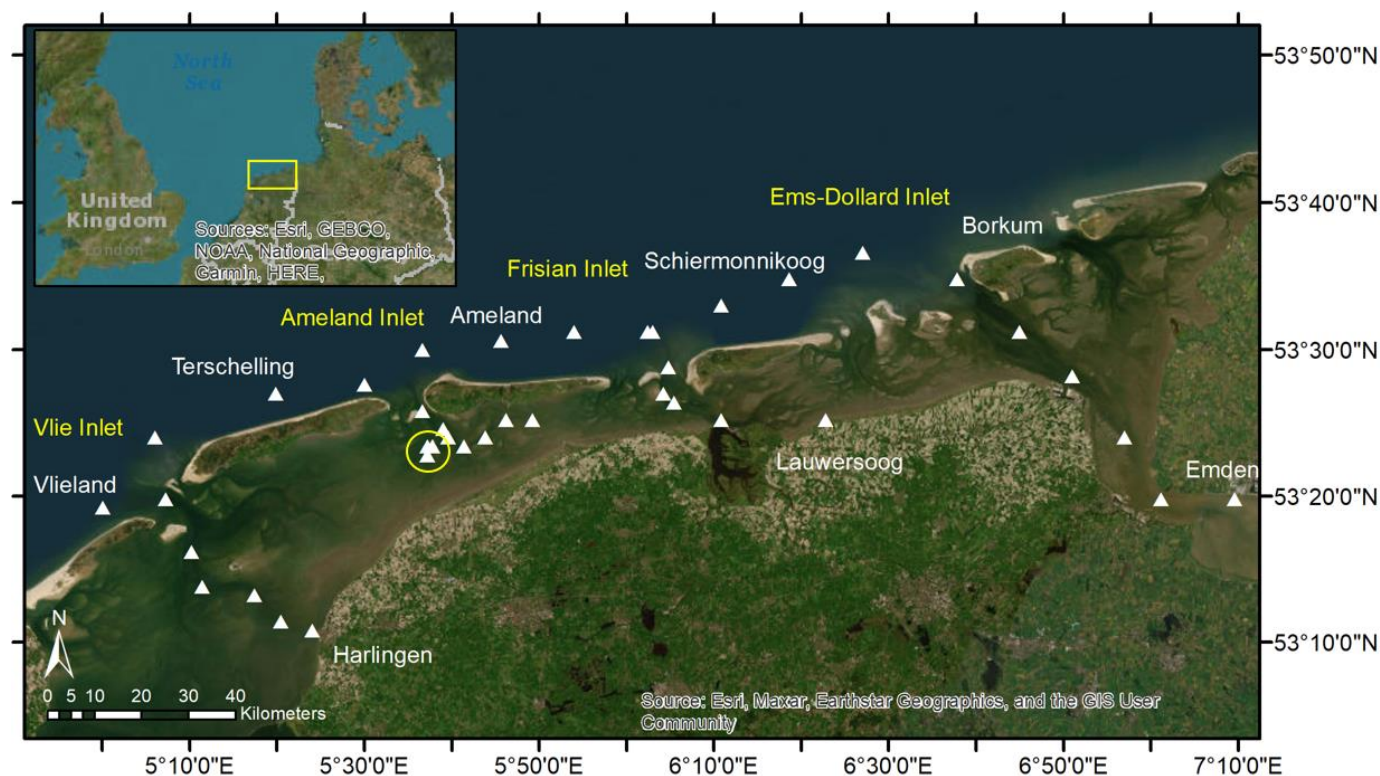 North
Sea
United
Kingdom
London
Sources: Esri, GEBCO,
NOAA, National Geographic,
Garmin, HERE,
53°50'0"N
53°40'0"N
53°30'0"N
53°20'0"N
53°10'0"N
Ems-Dollard Inlet
Borkum
Frisian Inlet
Schiermonnikoog
Ameland Inlet
Ameland
Terschelling
Vlie Inlet
Vlieland
Lauwersoog
Emden
Harlingen
N
0 5 10 20 30 40
Kilometers
Source: Esri, Maxar, Earthstar Geographics, and the GIS User
Community
5°10'0"E
5°30'0"E
5°50'0"E
6°10'0"E
6°30'0"E
6°50'0"E
7°10'0"E